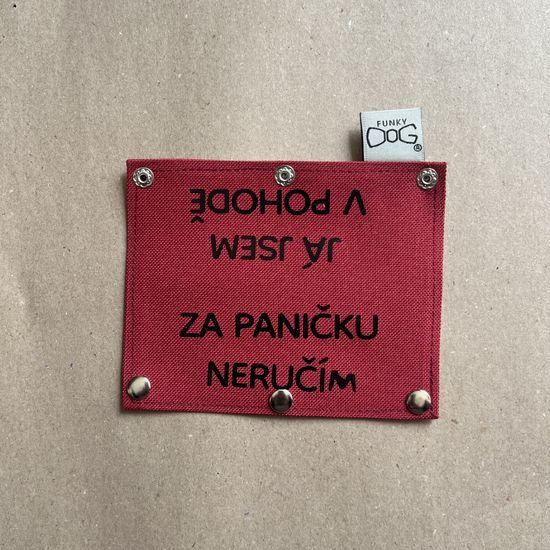 FUNKY
DOG®
JÁ JSEM
V POHODĚ
ZA PANIČKU
NERUČÍM